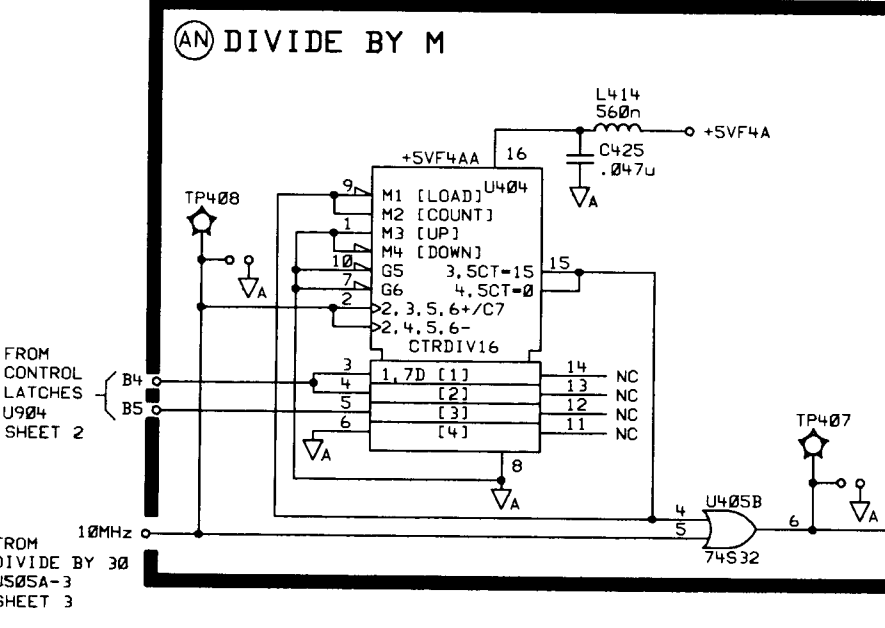 AN DIVIDE BY M
L414
560n
+5VF4A
C425
.047u
A
+5VF4AA 16
U404
TP408
9 M1 [LOAD]
M2 [COUNT]
1 M3 [UP]
M4 [DOWN]
10 G5 3,5CT=15 15
7 G6 4,5CT=0
2 2,3,5,6+/C7
2,4,5,6-
CTRDIV16
A
FROM
CONTROL
LATCHES
U904
SHEET 2
B4
B5
3 1,7D [1] 14 NC
4 [2] 13 NC
5 [3] 12 NC
6 [4] 11 NC
A
8
A
TP407
A
U405B
4
5
6
74S32
10MHz
FROM
DIVIDE BY 30
U505A-3
SHEET 3